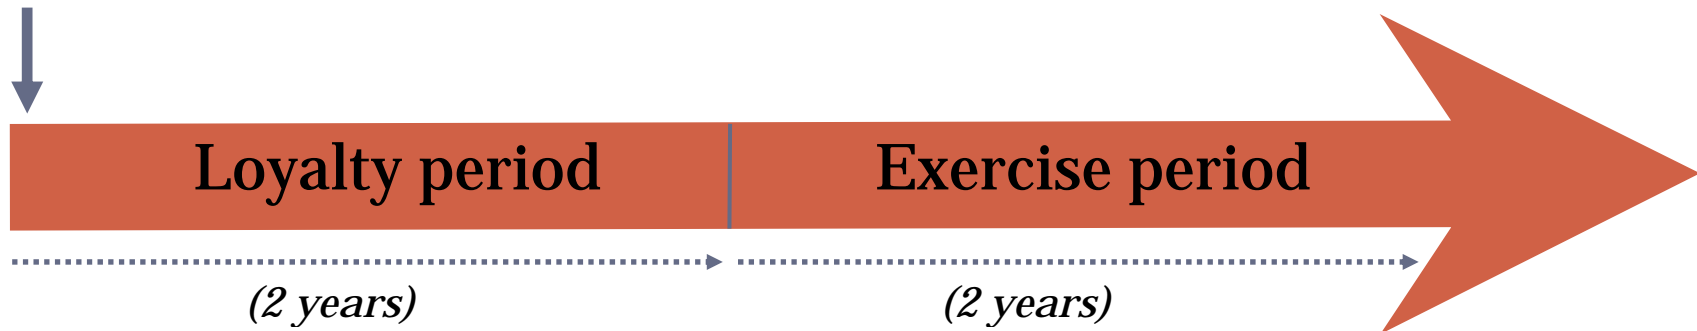 Loyalty period Exercise period
(2 years) (2 years)